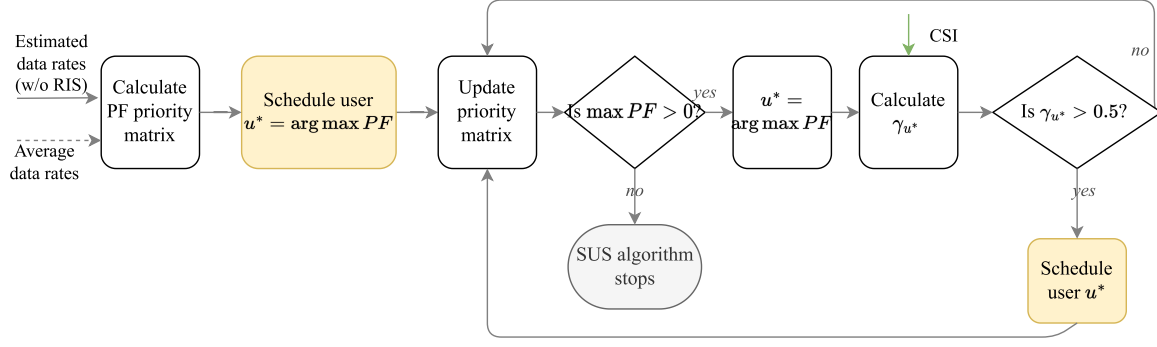 Estimated
data rates
(w/o RIS)
Average
data rates
Calculate
PF priority
matrix
Schedule user
u* = arg max PF
Update
priority
matrix
Is max PF > 0?
yes
no
SUS algorithm
stops
u* =
arg max PF
CSI
Calculate
γ_{u*}
Is γ_{u*} > 0.5?
no
yes
Schedule
user u*